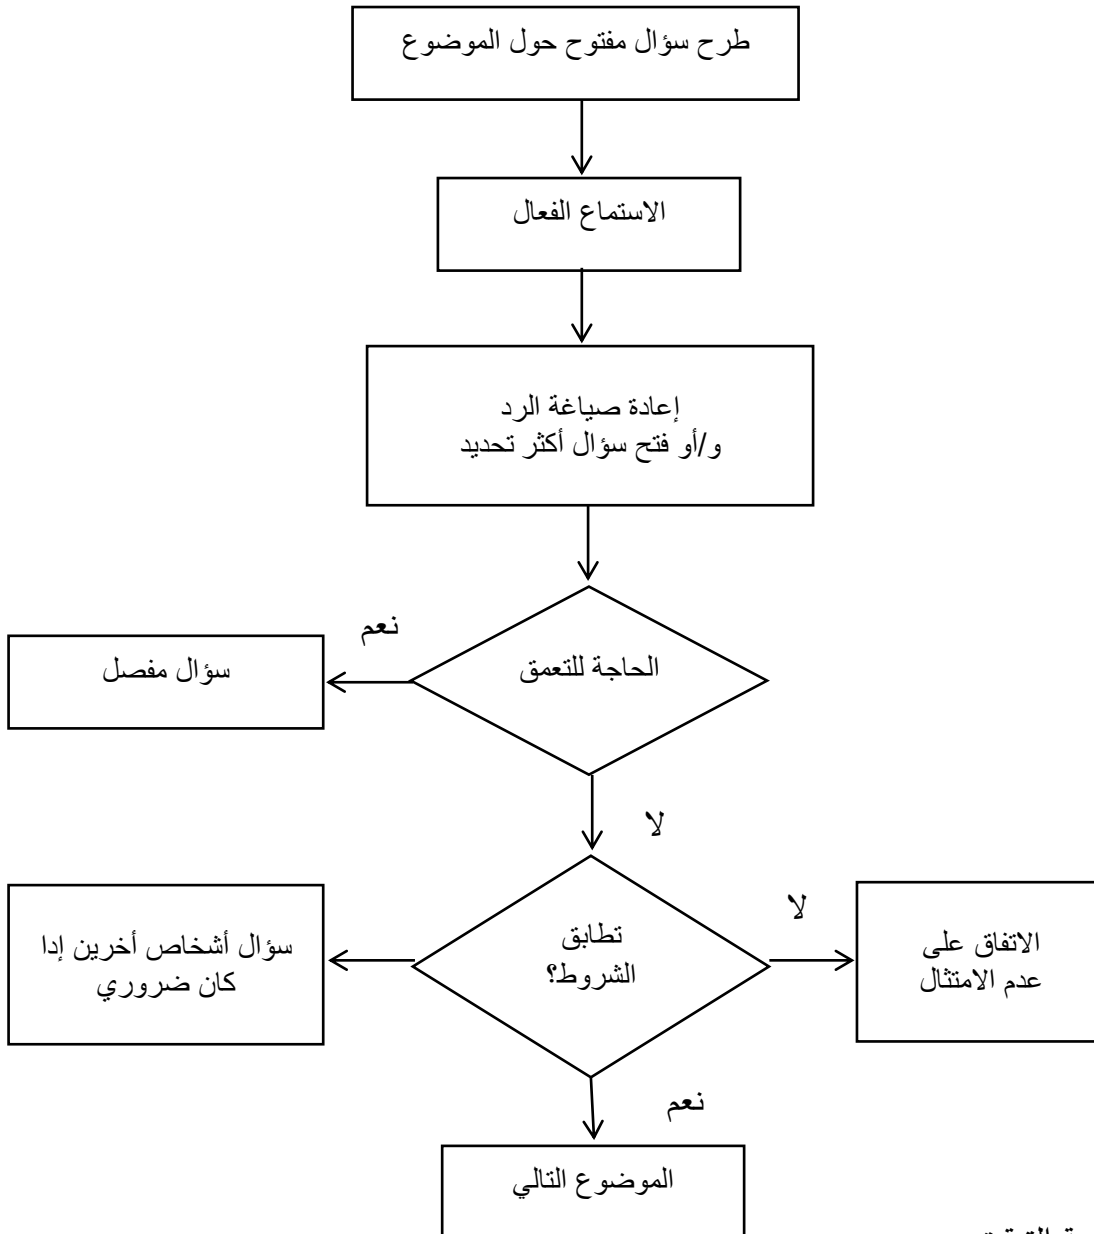 طرح سؤال مفتوح حول الموضوع
الاستماع الفعال
إعادة صياغة الرد
و/أو فتح سؤال أكثر تحديد
نعم
الحاجة للتعمق
سؤال مفصل
لا
لا
تطابق
الشروط؟
سؤال أشخاص أخرين إدا
كان ضروري
الاتفاق على
عدم الامتثال
نعم
الموضوع التالي